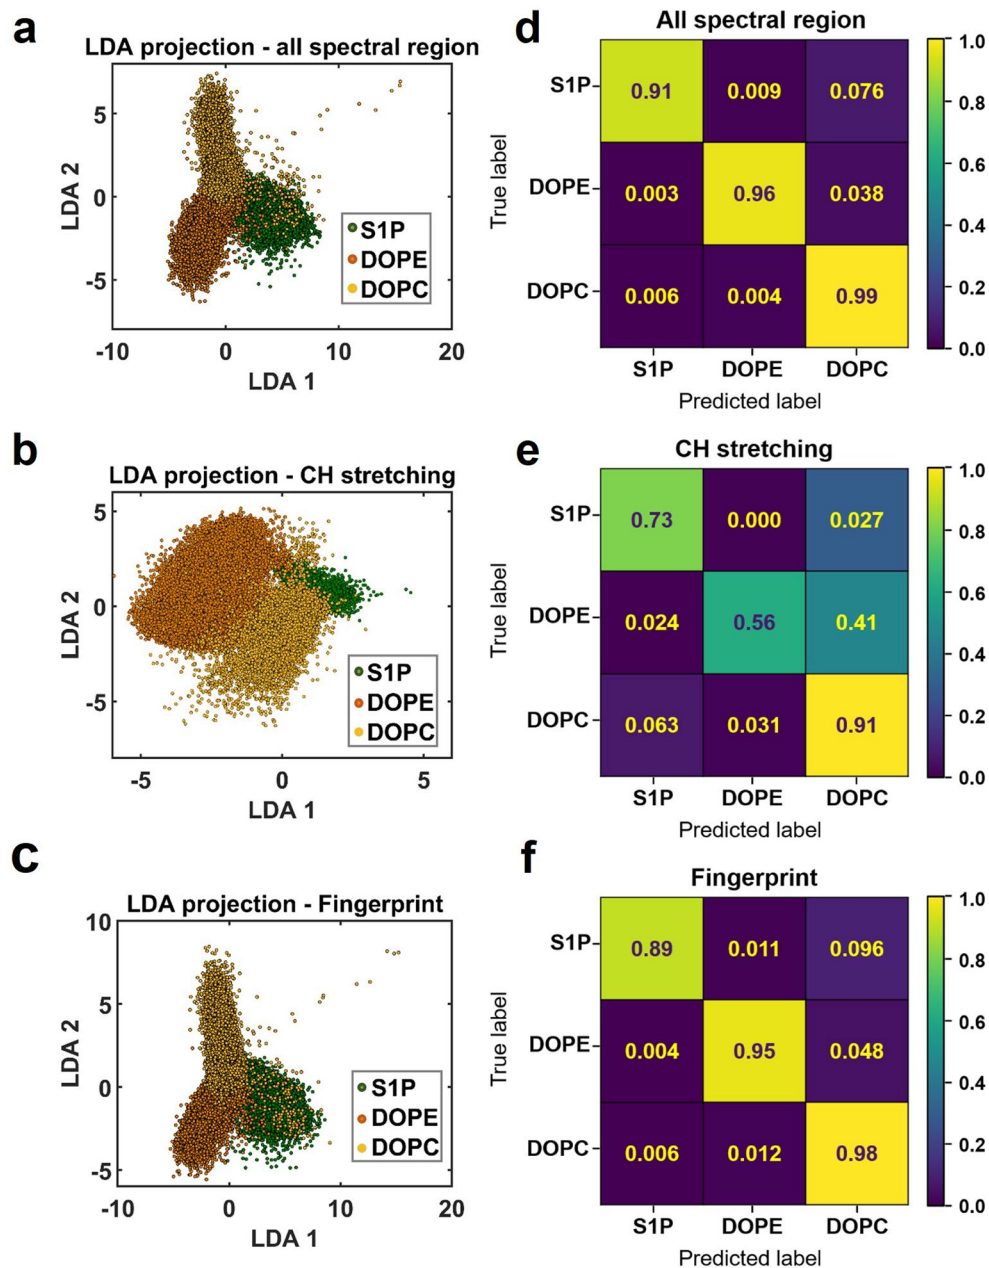 a
LDA projection - all spectral region
5
0
-5
LDA 2
-10 0 10 20
LDA 1
S1P
DOPE
DOPC
d
All spectral region
S1P
DOPE
DOPC
True label
0.91 0.009 0.076
0.003 0.96 0.038
0.006 0.004 0.99
S1P DOPE DOPC
Predicted label
1.0
0.8
0.6
0.4
0.2
0.0
b
LDA projection - CH stretching
5
0
-5
LDA 2
-5 0 5
LDA 1
S1P
DOPE
DOPC
e
CH stretching
S1P
DOPE
DOPC
True label
0.73 0.000 0.027
0.024 0.56 0.41
0.063 0.031 0.91
S1P DOPE DOPC
Predicted label
1.0
0.8
0.6
0.4
0.2
0.0
c
LDA projection - Fingerprint
10
5
0
-5
LDA 2
-10 0 10 20
LDA 1
S1P
DOPE
DOPC
f
Fingerprint
S1P
DOPE
DOPC
True label
0.89 0.011 0.096
0.004 0.95 0.048
0.006 0.012 0.98
S1P DOPE DOPC
Predicted label
1.0
0.8
0.6
0.4
0.2
0.0